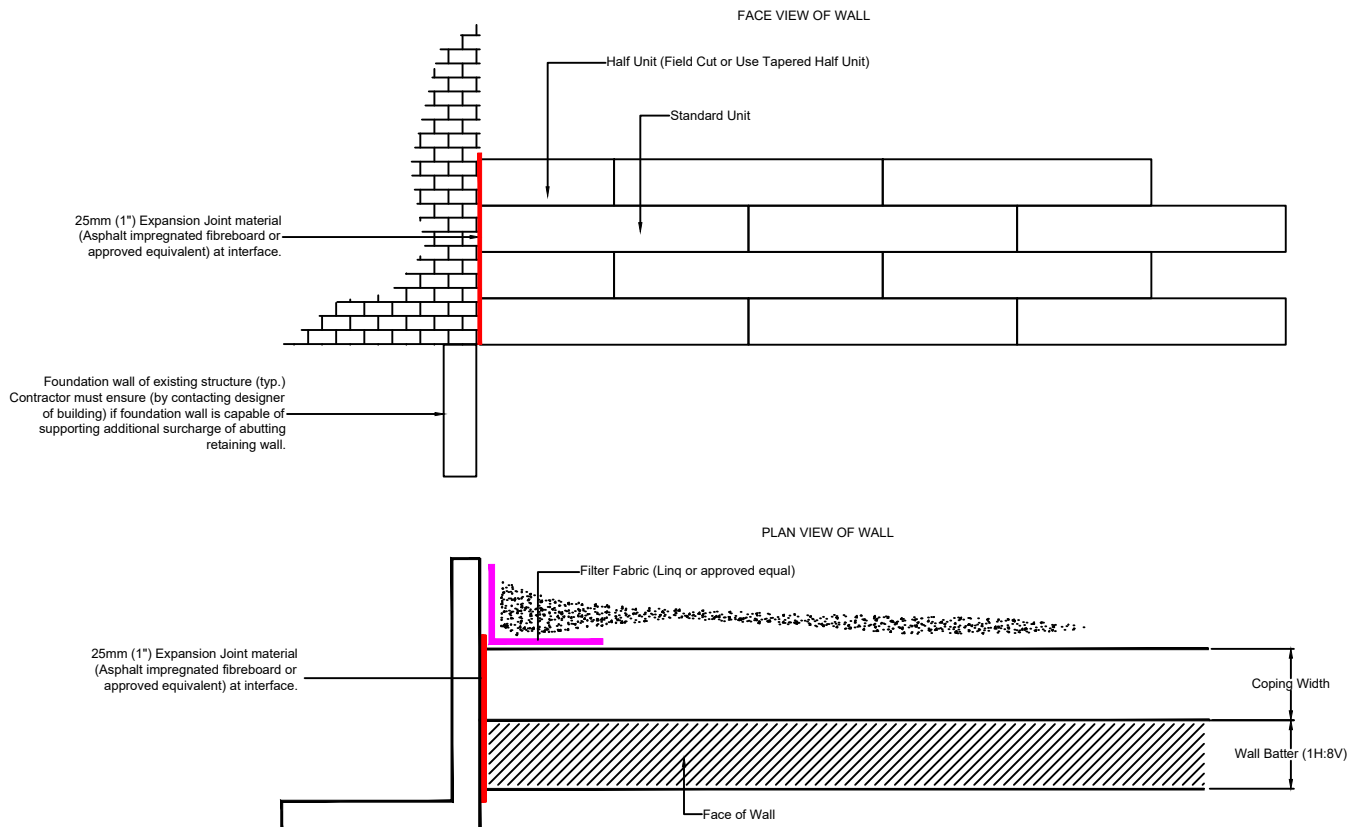 FACE VIEW OF WALL
Half Unit (Field Cut or Use Tapered Half Unit)
Standard Unit
25mm (1") Expansion Joint material
(Asphalt impregnated fibreboard or
approved equivalent) at interface.
Foundation wall of existing structure (typ.)
Contractor must ensure (by contacting designer
of building) if foundation wall is capable of
supporting additional surcharge of abutting
retaining wall.
PLAN VIEW OF WALL
Filter Fabric (Linq or approved equal)
25mm (1") Expansion Joint material
(Asphalt impregnated fibreboard or
approved equivalent) at interface.
Coping Width
Wall Batter (1H:8V)
Face of Wall